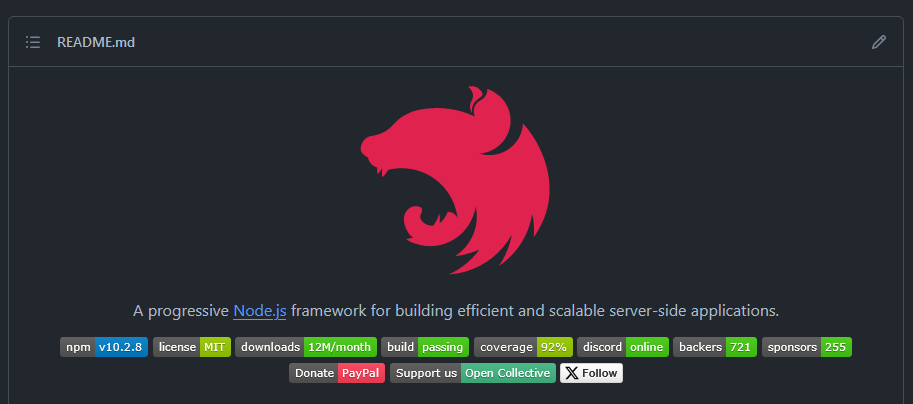 README.md
A progressive Node.js framework for building efficient and scalable server-side applications.
npm v10.2.8 license MIT downloads 12M/month build passing coverage 92% discord online backers 721 sponsors 255
Donate PayPal Support us Open Collective X Follow